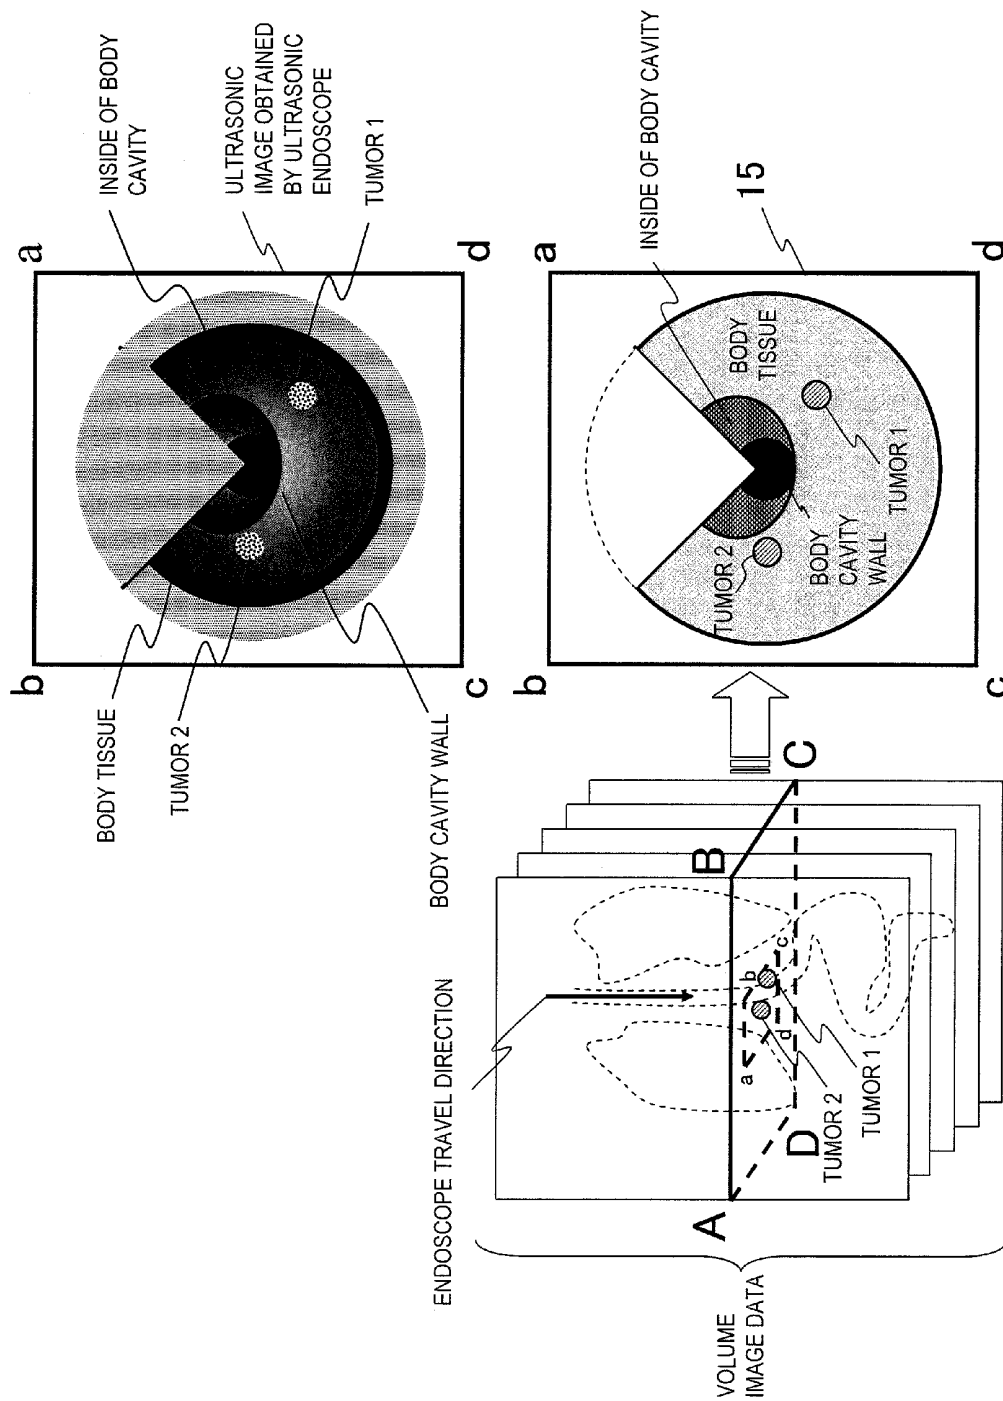 b
a
BODY TISSUE
TUMOR 2
BODY CAVITY WALL
c
d
INSIDE OF BODY
CAVITY
ULTRASONIC
IMAGE OBTAINED
BY ULTRASONIC
ENDOSCOPE
TUMOR 1
ENDOSCOPE TRAVEL DIRECTION
VOLUME
IMAGE DATA
A
B
C
D
a
b
c
d
TUMOR 2
TUMOR 1
b
a
c
d
TUMOR 2
BODY
CAVITY
WALL
TUMOR 1
BODY
TISSUE
15
INSIDE OF BODY CAVITY